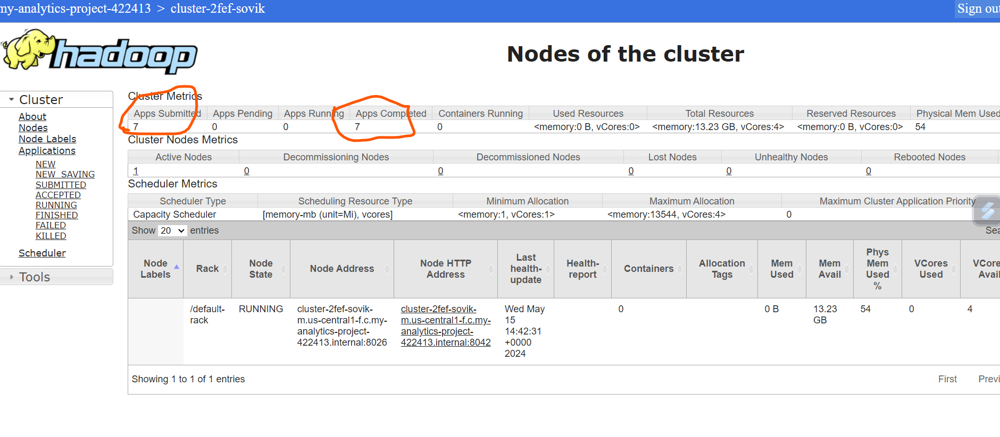 my-analytics-project-422413 > cluster-2fef-sovik
Sign out
hadoop
Nodes of the cluster
Cluster
About
Nodes
Node Labels
Applications
NEW
NEW_SAVING
SUBMITTED
ACCEPTED
RUNNING
FINISHED
FAILED
KILLED
Scheduler
Tools
Cluster Metrics
Apps Submitted Apps Pending Apps Running Apps Completed Containers Running Used Resources Total Resources Reserved Resources Physical Mem Used
7 0 0 7 0 <memory:0 B, vCores:0> <memory:13.23 GB, vCores:4> <memory:0 B, vCores:0> 54
Cluster Nodes Metrics
Active Nodes Decommissioning Nodes Decommissioned Nodes Lost Nodes Unhealthy Nodes Rebooted Nodes
1 0 0 0 0 0
Scheduler Metrics
Scheduler Type Scheduling Resource Type Minimum Allocation Maximum Allocation Maximum Cluster Application Priority
Capacity Scheduler [memory-mb (unit=Mi), vcores] <memory:1, vCores:1> <memory:13544, vCores:4> 0
Show 20 entries
Sea
Node Labels
Rack
Node State
Node Address
Node HTTP Address
Last health-update
Health-report
Containers
Allocation Tags
Mem Used
Mem Avail
Phys Mem Used %
VCores Used
VCore Avail
/default-
rack
RUNNING
cluster-2fef-sovik-
m.us-central1-f.c.my-
analytics-project-
422413.internal:8026
cluster-2fef-sovik-
m.us-central1-f.c.my-
analytics-project-
422413.internal:8042
Wed May
15
14:42:31
+0000
2024
0
0 B
13.23
GB
54
0
4
Showing 1 to 1 of 1 entries
First
Previ